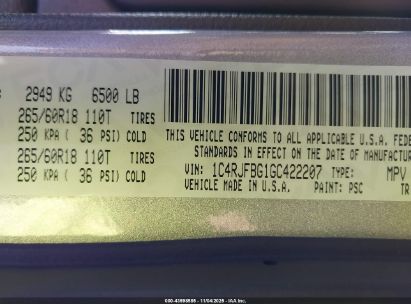 2949 KG 6500 LB
265/60R18 110T TIRES
250 KPA ( 36 PSI) COLD
265/60R18 110T TIRES
250 KPA ( 36 PSI) COLD
THIS VEHICLE CONFORMS TO ALL APPLICABLE U.S.A. FEDE
STANDARDS IN EFFECT ON THE DATE OF MANUFACTUR
VIN: 1C4RJFBG1GC422207 TYPE: MPV
VEHICLE MADE IN U.S.A. PAINT: PSC TR